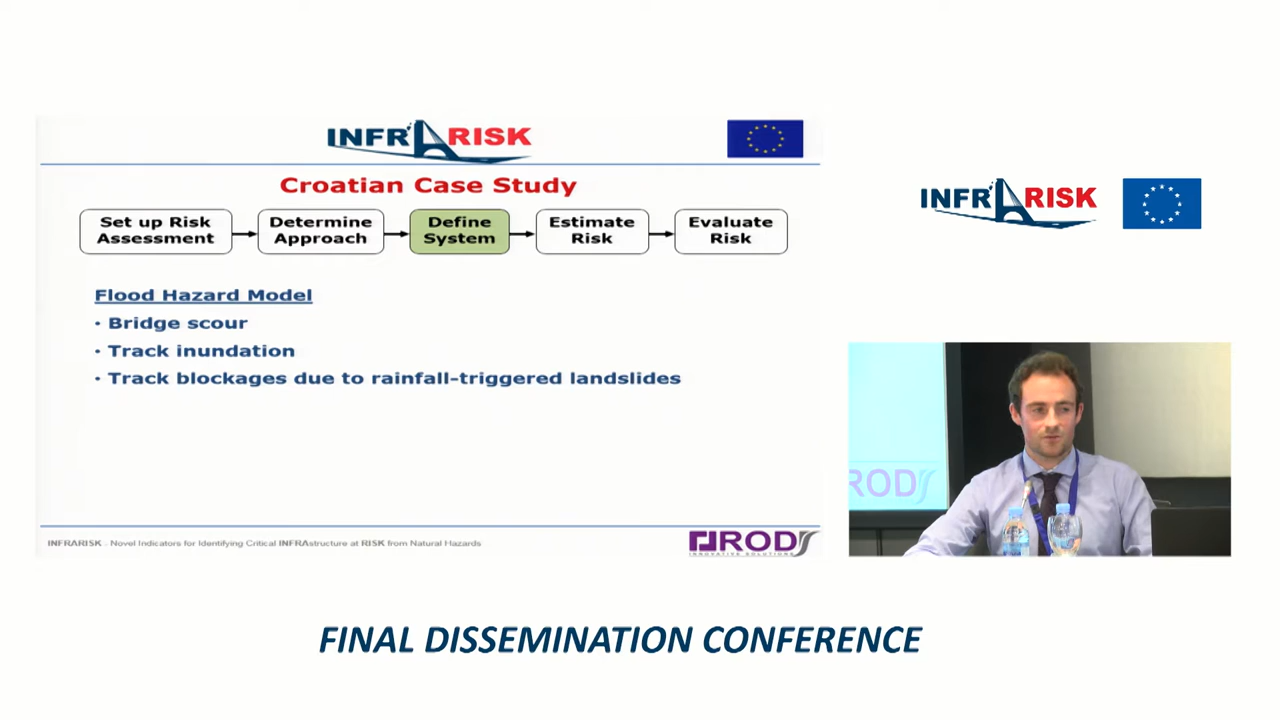 INFRARISK
Croatian Case Study
Set up Risk
Assessment
Determine
Approach
Define
System
Estimate
Risk
Evaluate
Risk
Flood Hazard Model
• Bridge scour
• Track inundation
• Track blockages due to rainfall-triggered landslides
INFRARISK - Novel Indicators for Identifying Critical INFRAstructure at RISK from Natural Hazards
ROD
INNOVATIVE SOLUTIONS
INFRARISK
ROD
FINAL DISSEMINATION CONFERENCE